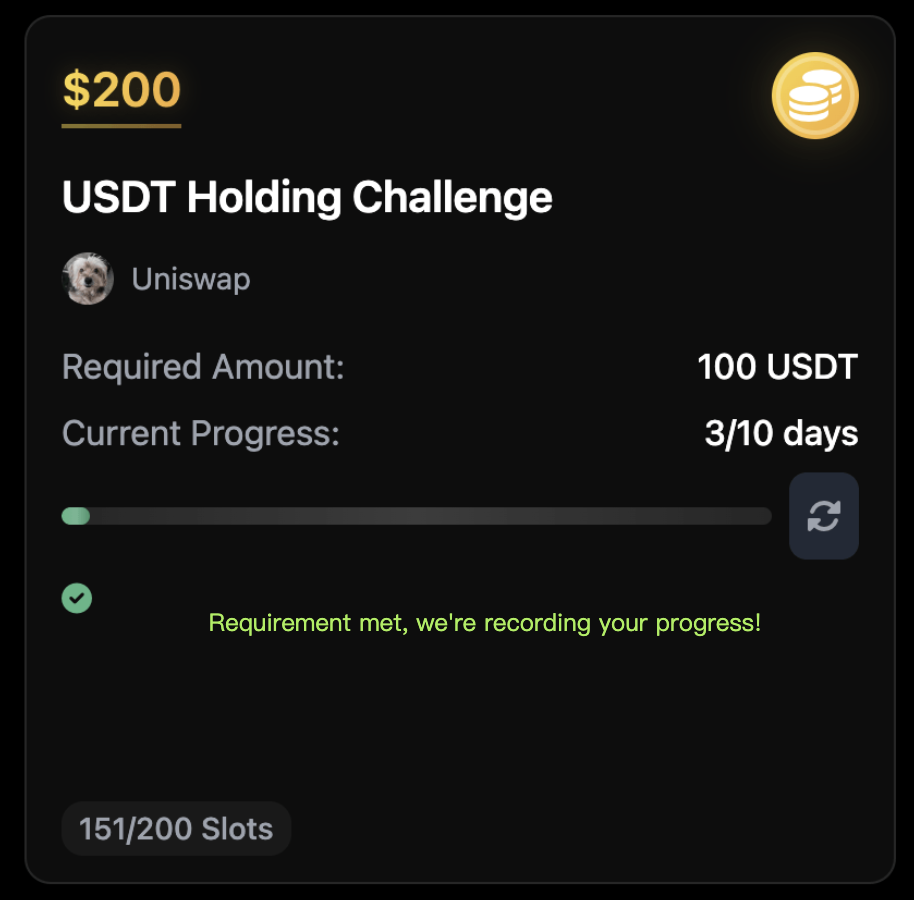 $200
USDT Holding Challenge
Uniswap
Required Amount: 100 USDT
Current Progress: 3/10 days
Requirement met, we're recording your progress!
151/200 Slots